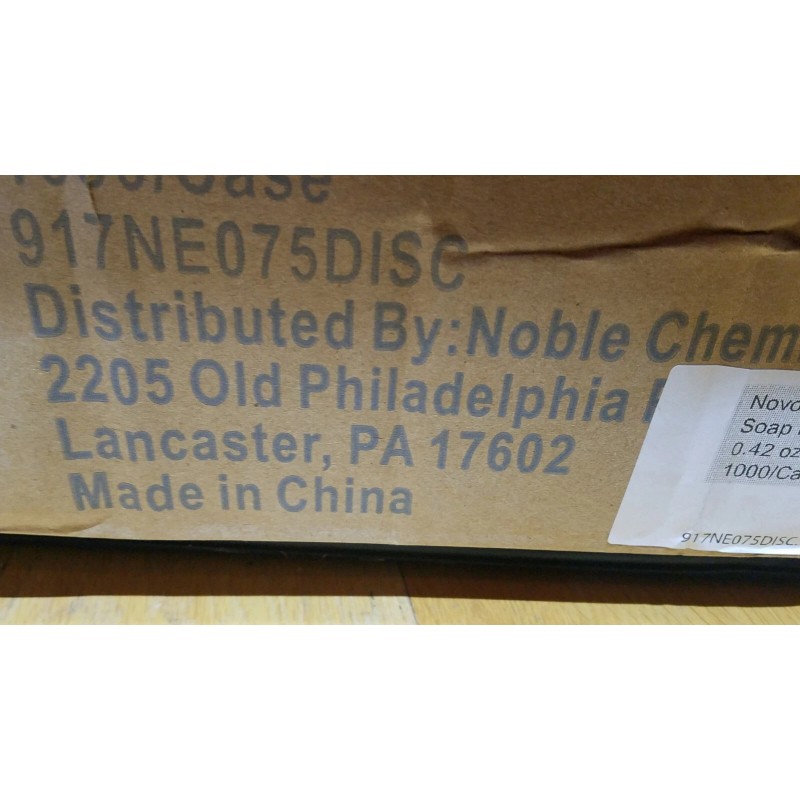 917NE075DISC
Distributed By:Noble Chem
2205 Old Philadelphia
Lancaster, PA 17602
Made in China
Novo
Soap
0.42 oz
1000/Ca
917NE075DISC